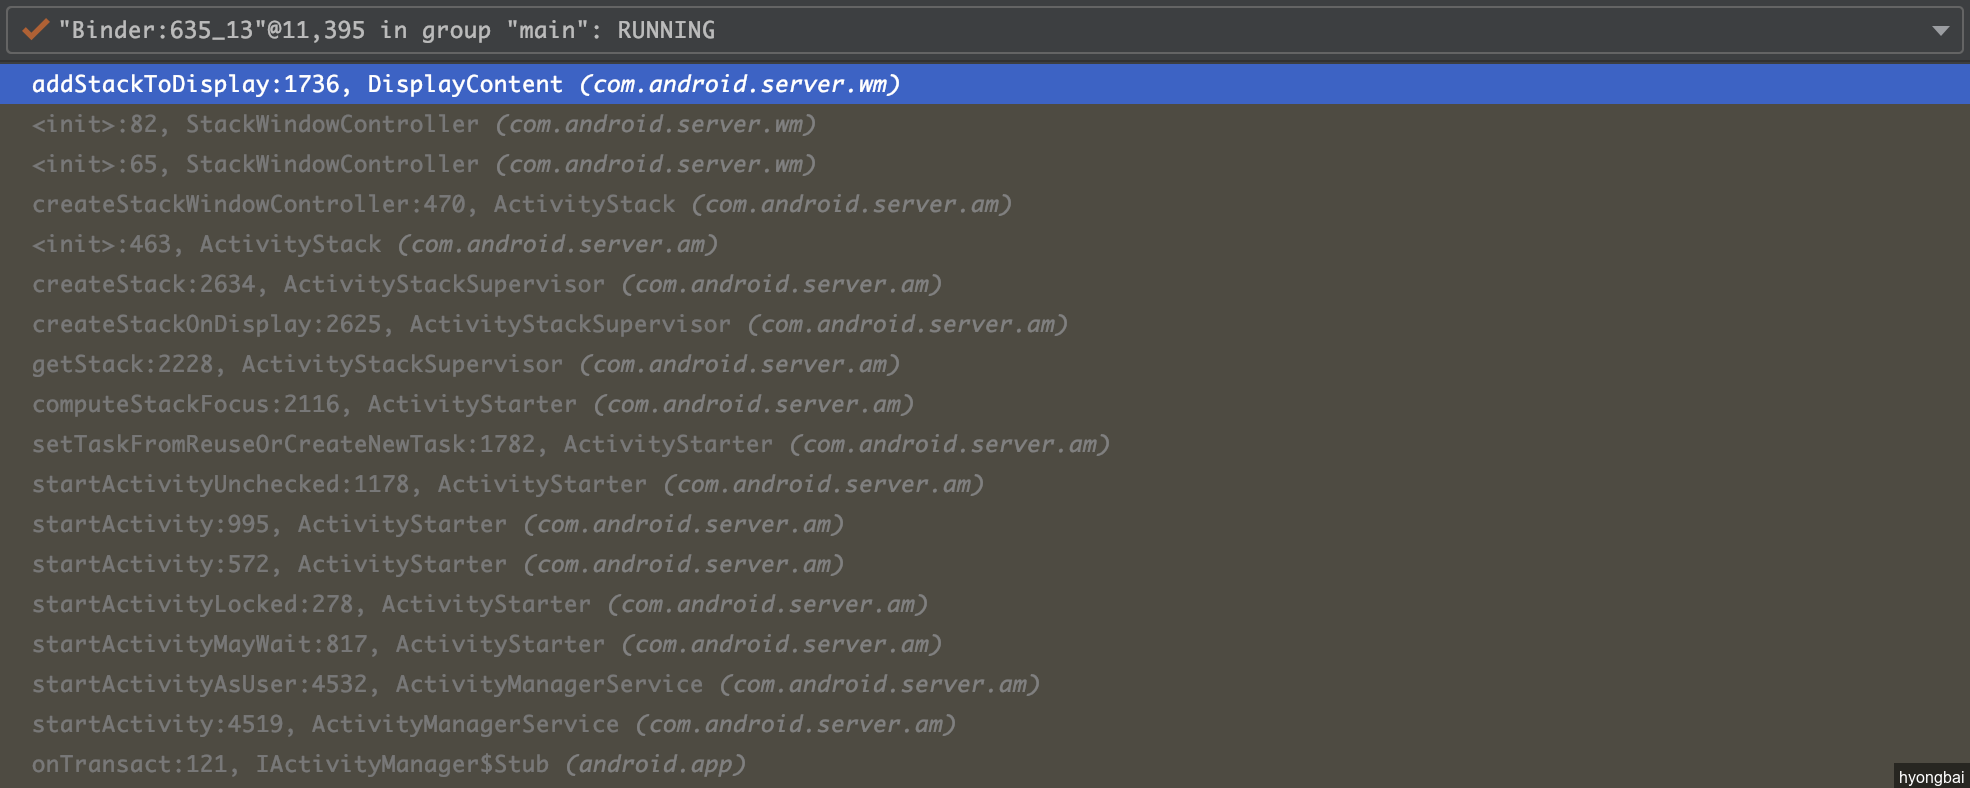 "Binder:635_13"@11,395 in group "main": RUNNING
addStackToDisplay:1736, DisplayContent (com.android.server.wm)
<init>:82, StackWindowController (com.android.server.wm)
<init>:65, StackWindowController (com.android.server.wm)
createStackWindowController:470, ActivityStack (com.android.server.am)
<init>:463, ActivityStack (com.android.server.am)
createStack:2634, ActivityStackSupervisor (com.android.server.am)
createStackOnDisplay:2625, ActivityStackSupervisor (com.android.server.am)
getStack:2228, ActivityStackSupervisor (com.android.server.am)
computeStackFocus:2116, ActivityStarter (com.android.server.am)
setTaskFromReuseOrCreateNewTask:1782, ActivityStarter (com.android.server.am)
startActivityUnchecked:1178, ActivityStarter (com.android.server.am)
startActivity:995, ActivityStarter (com.android.server.am)
startActivity:572, ActivityStarter (com.android.server.am)
startActivityLocked:278, ActivityStarter (com.android.server.am)
startActivityMayWait:817, ActivityStarter (com.android.server.am)
startActivityAsUser:4532, ActivityManagerService (com.android.server.am)
startActivity:4519, ActivityManagerService (com.android.server.am)
onTransact:121, IActivityManager$Stub (android.app)
hyongbai